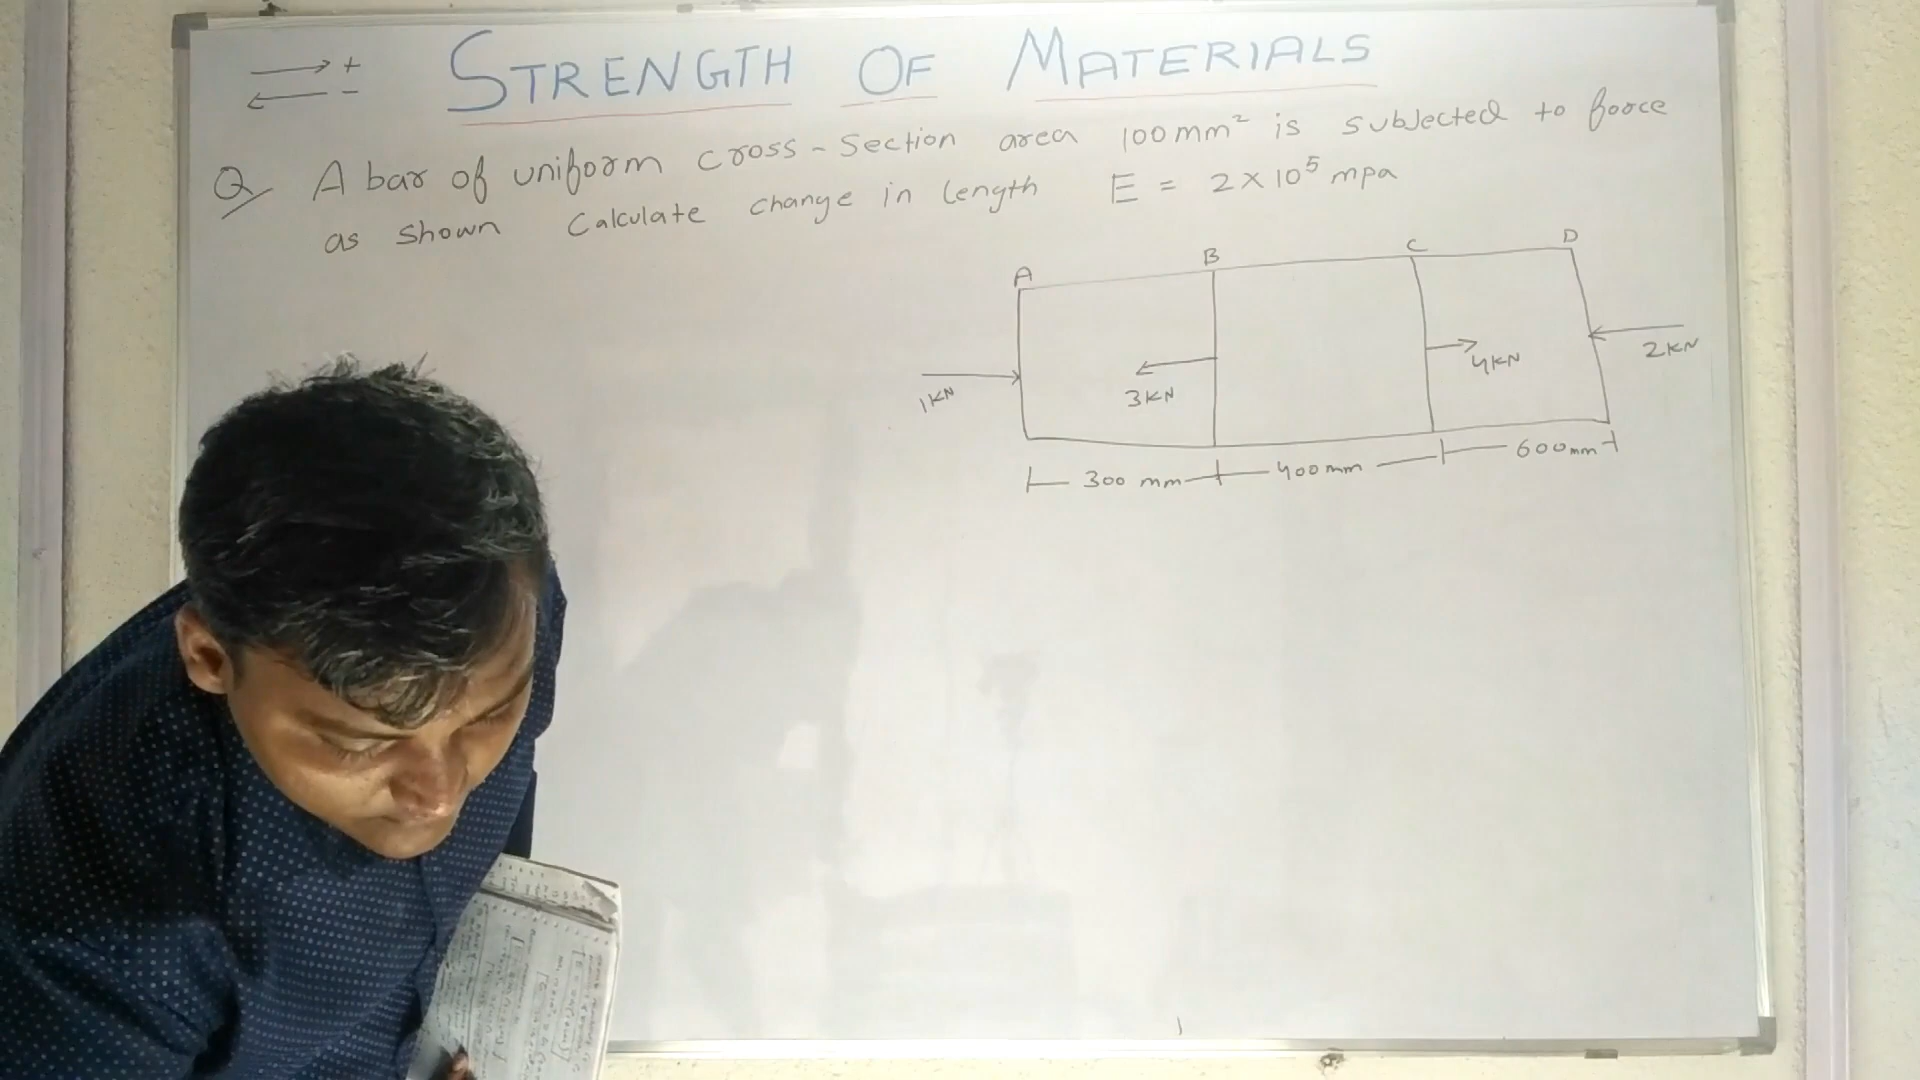 → + STRENGTH OF MATERIALS
← -
Q A bar of uniform cross-section area 100mm² is subjected to force
as shown Calculate change in length E = 2×10⁵ mpa
A B C D
1KN 3KN 4KN 2KN
300 mm 400mm 600mm